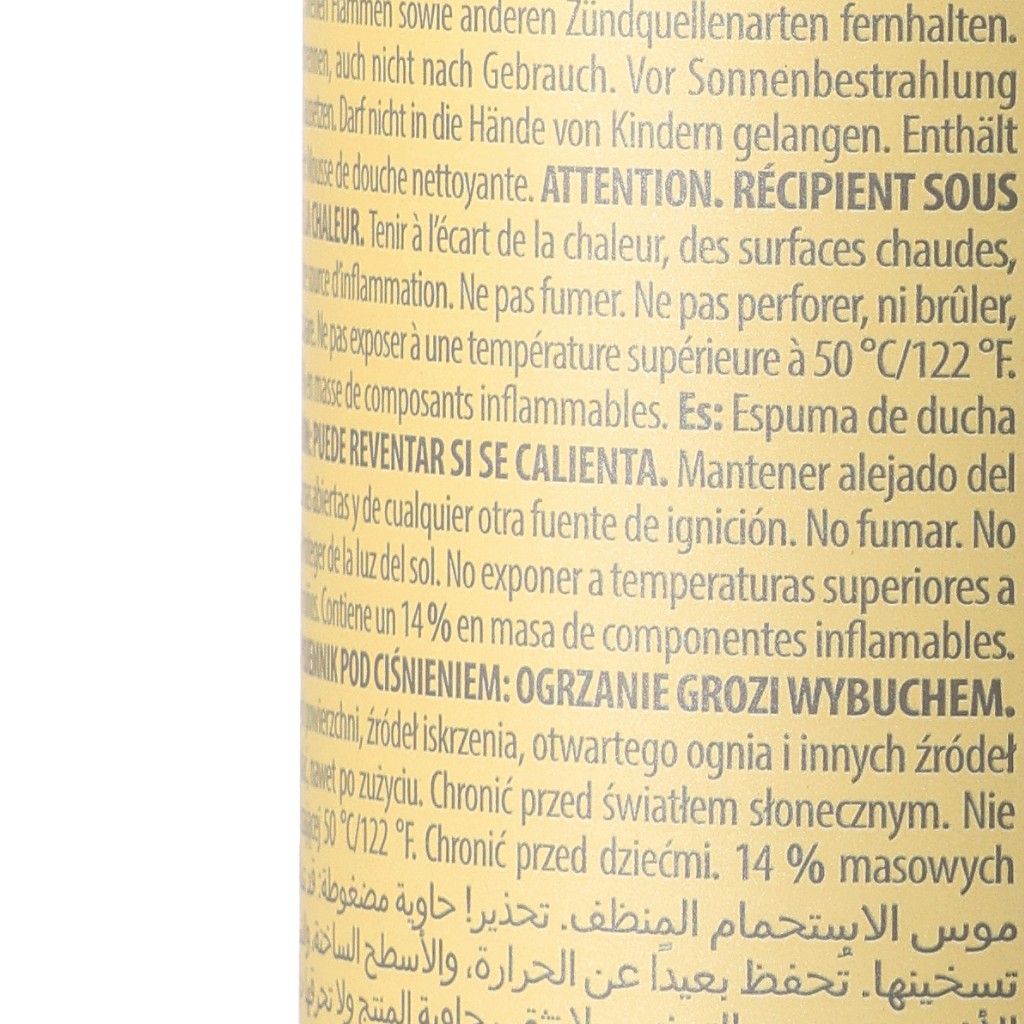 Flammen sowie anderen Zündquellenarten fernhalten.
auch nicht nach Gebrauch. Vor Sonnenbestrahlung
Darf nicht in die Hände von Kindern gelangen. Enthält
Mousse de douche nettoyante. ATTENTION. RÉCIPIENT SOUS
CHALEUR. Tenir à l'écart de la chaleur, des surfaces chaudes,
source d'inflammation. Ne pas fumer. Ne pas perforer, ni brûler,
Ne pas exposer à une température supérieure à 50 °C/122 °F.
masse de composants inflammables. Es: Espuma de ducha
PUEDE REVENTAR SI SE CALIENTA. Mantener alejado del
abiertas y de cualquier otra fuente de ignición. No fumar. No
de la luz del sol. No exponer a temperaturas superiores a
Contiene un 14 % en masa de componentes inflamables.
POD CIŚNIENIEM: OGRZANIE GROZI WYBUCHEM.
źródeł iskrzenia, otwartego ognia i innych źródeł
nawet po zużyciu. Chronić przed światłem słonecznym. Nie
50 °C/122 °F. Chronić przed dziećmi. 14 % masowych
موس الاستحمام المنظف. تحذير! حاوية مضغوطة
تسخينها. تُحفظ بعيداً عن الحرارة، والأسطح الساخنة
حاوية المنتج ولا